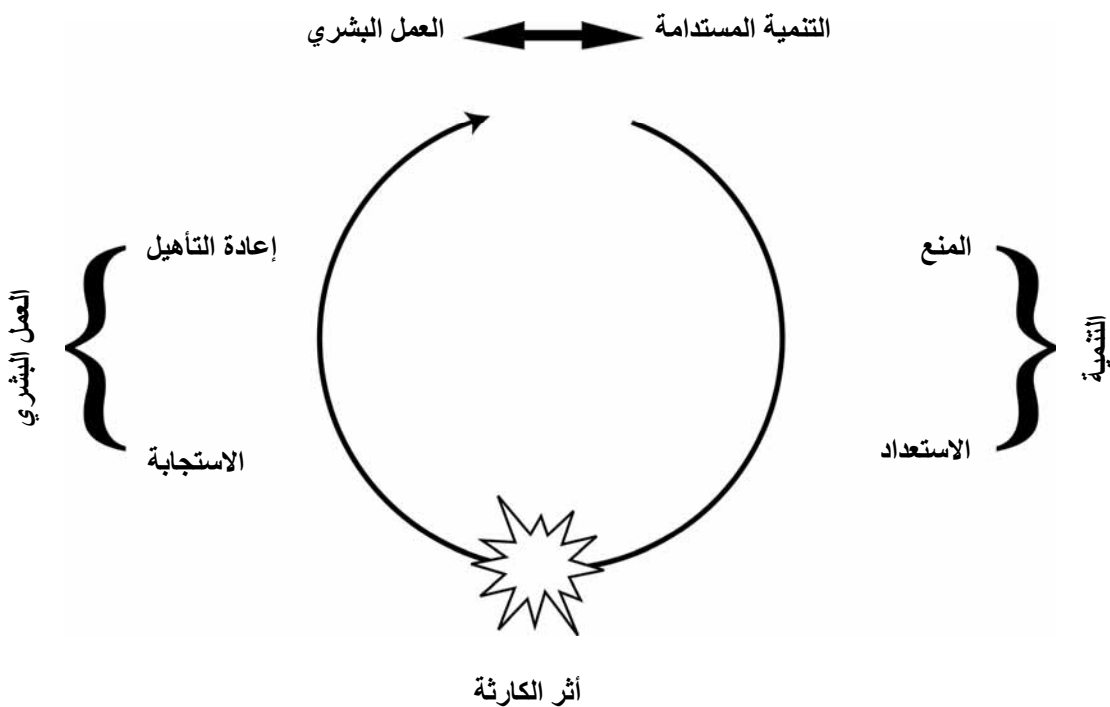 التنمية المستدامة
العمل البشري
المنع
إعادة التأهيل
التنمية
العمل البشري
الاستعداد
الاستجابة
أثر الكارثة